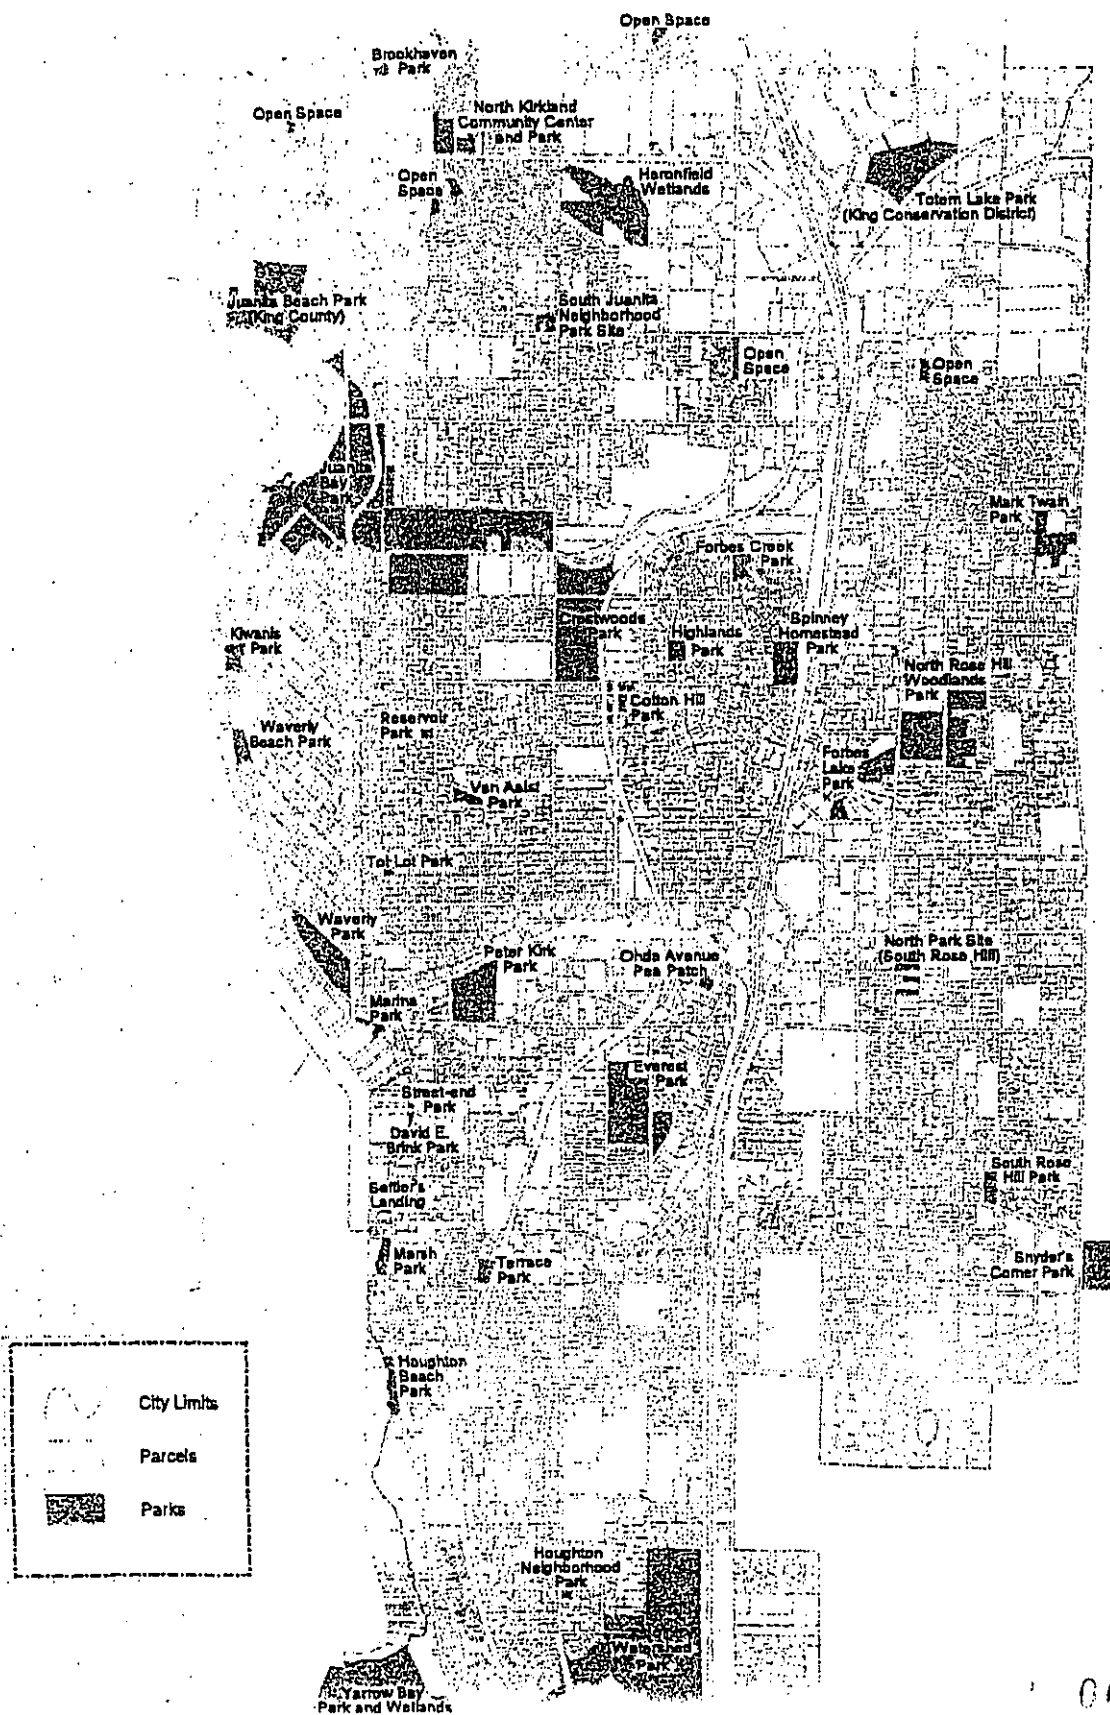 Open Space
Brookhaven
Park
Open Space
North Kirkland
Community Center
and Park
Open
Space
Heronfield
Wetlands
Totem Lake Park
(King Conservation District)
Juanita Beach Park
(King County)
South Juanita
Neighborhood
Park Site
Open
Space
Open
Space
Juanita
Bay
Park
Mark Twain
Park
Forbes Creek
Park
Kiwanis
Park
Crestwoods
Park
Highlands
Park
Spinney
Homestead
Park
North Rose Hill
Woodlands
Park
Cotton Hill
Park
Waverly
Beach Park
Reservoir
Park
Forbes
Lake
Park
Van Aalst
Park
Tot Lot Park
Waverly
Park
Peter Kirk
Park
Ohde Avenue
Pea Patch
North Park Site
(South Rose Hill)
Marina
Park
Everest
Park
Street-end
Park
David E.
Brink Park
South Rose
Hill Park
Settler's
Landing
Marsh
Park
Terrace
Park
Snyder's
Corner Park
Houghton
Beach
Park
City Limits
Parcels
Parks
Houghton
Neighborhood
Park
Watershed
Park
Yarrow Bay
Park and Wetlands